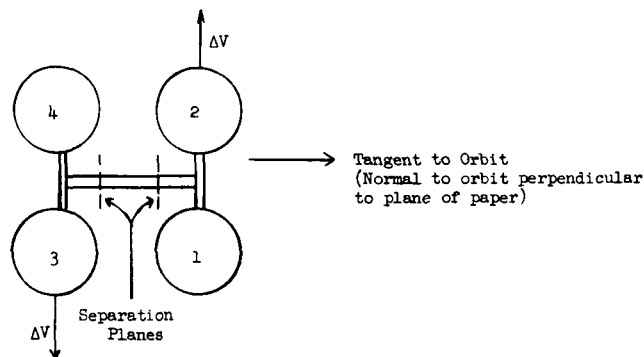 ΔV
4
2
Tangent to Orbit
(Normal to orbit perpendicular
to plane of paper)
3
1
ΔV
Separation
Planes